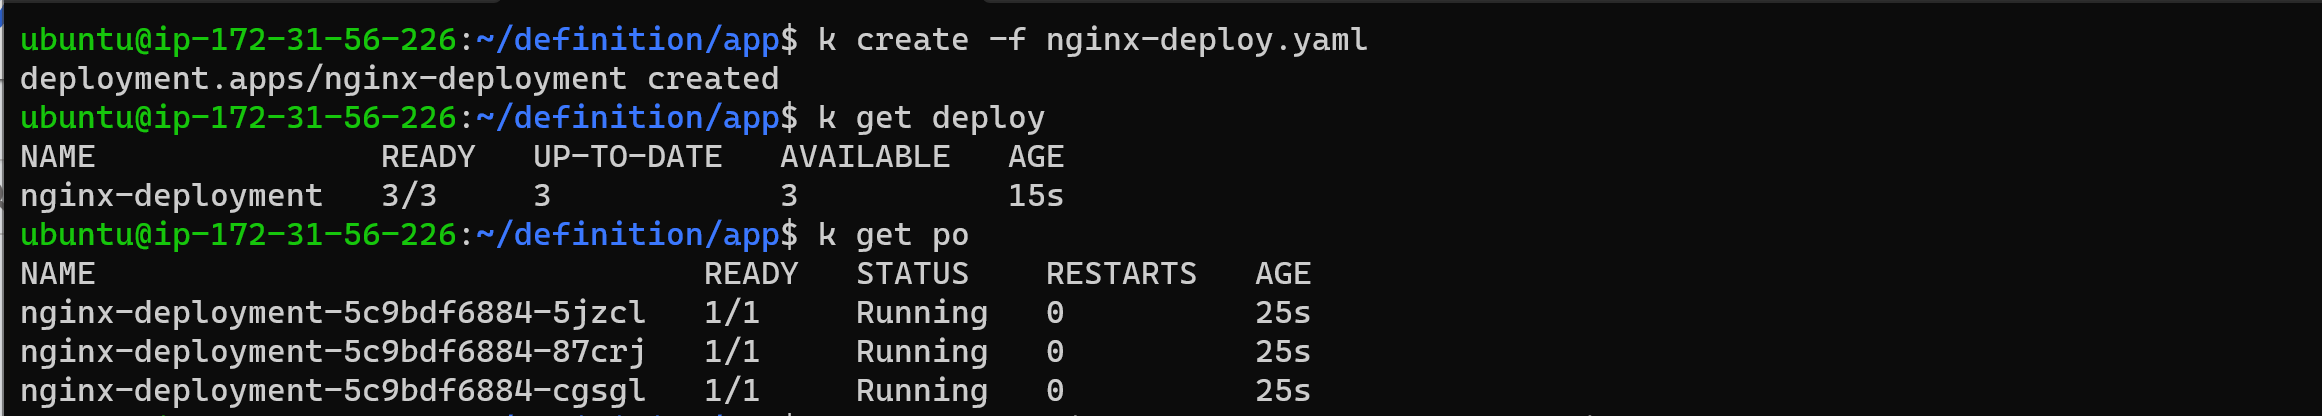 ubuntu@ip-172-31-56-226:~/definition/app$ k create -f nginx-deploy.yaml
deployment.apps/nginx-deployment created
ubuntu@ip-172-31-56-226:~/definition/app$ k get deploy
NAME               READY   UP-TO-DATE   AVAILABLE   AGE
nginx-deployment   3/3     3            3           15s
ubuntu@ip-172-31-56-226:~/definition/app$ k get po
NAME                                READY   STATUS    RESTARTS   AGE
nginx-deployment-5c9bdf6884-5jzcl   1/1     Running   0          25s
nginx-deployment-5c9bdf6884-87crj   1/1     Running   0          25s
nginx-deployment-5c9bdf6884-cgsgl   1/1     Running   0          25s